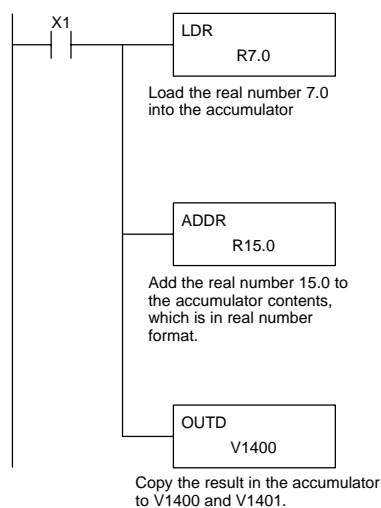 X1
LDR
R7.0
Load the real number 7.0
into the accumulator
ADDR
R15.0
Add the real number 15.0 to
the accumulator contents,
which is in real number
format.
OUTD
V1400
Copy the result in the accumulator
to V1400 and V1401.